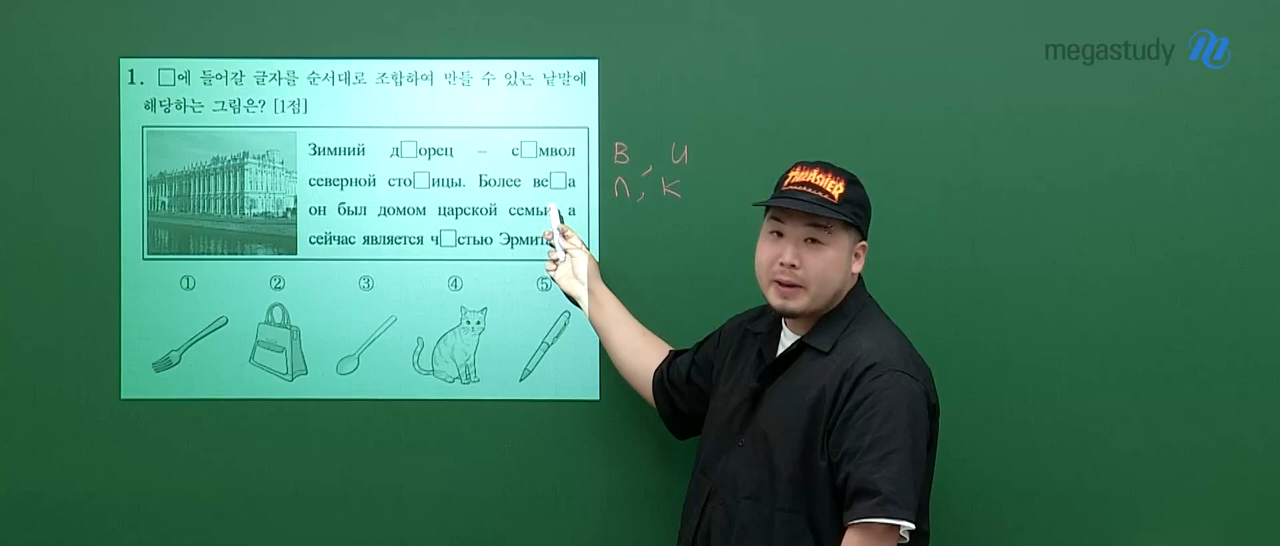 megastudy
1. □에 들어갈 글자를 순서대로 조합하여 만들 수 있는 낱말에
해당하는 그림은? [1점]
Зимний д□орец – с□мвол
северной сто□ицы. Более ве□а
он был домом царской семьи а
сейчас является ч□стью Эрмита
① ② ③ ④ ⑤
В, И
Л, К
THRASHER